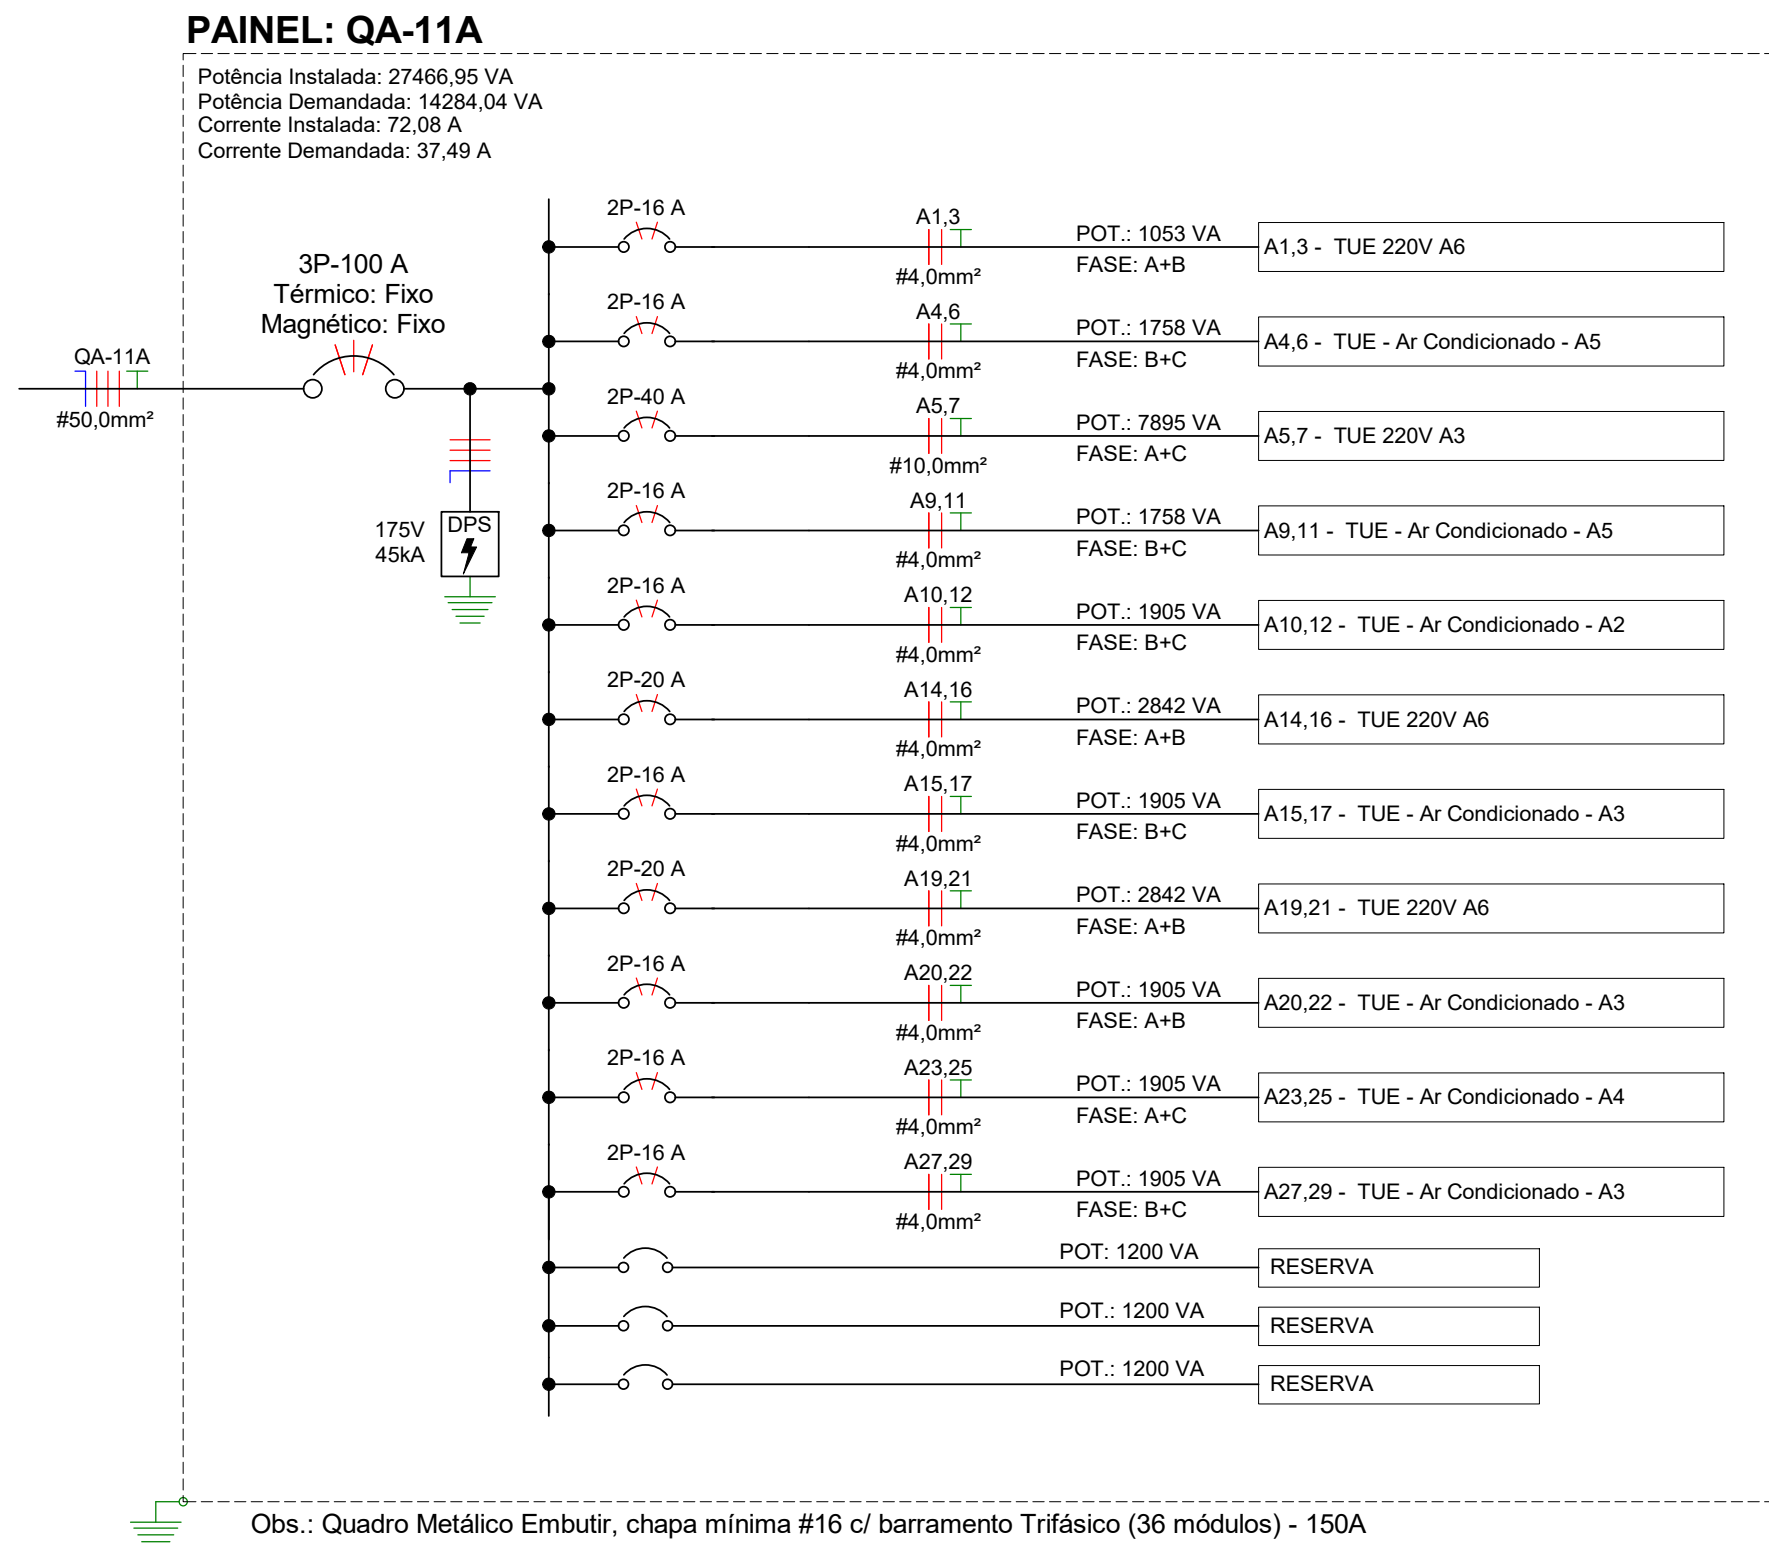 PAINEL: QA-11A
Potência Instalada: 27466,95 VA
Potência Demandada: 14284,04 VA
Corrente Instalada: 72,08 A
Corrente Demandada: 37,49 A
3P-100 A
Térmico: Fixo
Magnético: Fixo
QA-11A
#50,0mm²
175V
45kA
DPS
2P-16 A
A1,3
#4,0mm²
POT.: 1053 VA
FASE: A+B
A1,3 - TUE 220V A6
2P-16 A
A4,6
#4,0mm²
POT.: 1758 VA
FASE: B+C
A4,6 - TUE - Ar Condicionado - A5
2P-40 A
A5,7
#10,0mm²
POT.: 7895 VA
FASE: A+C
A5,7 - TUE 220V A3
2P-16 A
A9,11
#4,0mm²
POT.: 1758 VA
FASE: B+C
A9,11 - TUE - Ar Condicionado - A5
2P-16 A
A10,12
#4,0mm²
POT.: 1905 VA
FASE: B+C
A10,12 - TUE - Ar Condicionado - A2
2P-20 A
A14,16
#4,0mm²
POT.: 2842 VA
FASE: A+B
A14,16 - TUE 220V A6
2P-16 A
A15,17
#4,0mm²
POT.: 1905 VA
FASE: B+C
A15,17 - TUE - Ar Condicionado - A3
2P-20 A
A19,21
#4,0mm²
POT.: 2842 VA
FASE: A+B
A19,21 - TUE 220V A6
2P-16 A
A20,22
#4,0mm²
POT.: 1905 VA
FASE: A+B
A20,22 - TUE - Ar Condicionado - A3
2P-16 A
A23,25
#4,0mm²
POT.: 1905 VA
FASE: A+C
A23,25 - TUE - Ar Condicionado - A4
2P-16 A
A27,29
#4,0mm²
POT.: 1905 VA
FASE: B+C
A27,29 - TUE - Ar Condicionado - A3
POT: 1200 VA
RESERVA
POT.: 1200 VA
RESERVA
POT.: 1200 VA
RESERVA
Obs.: Quadro Metálico Embutir, chapa mínima #16 c/ barramento Trifásico (36 módulos) - 150A